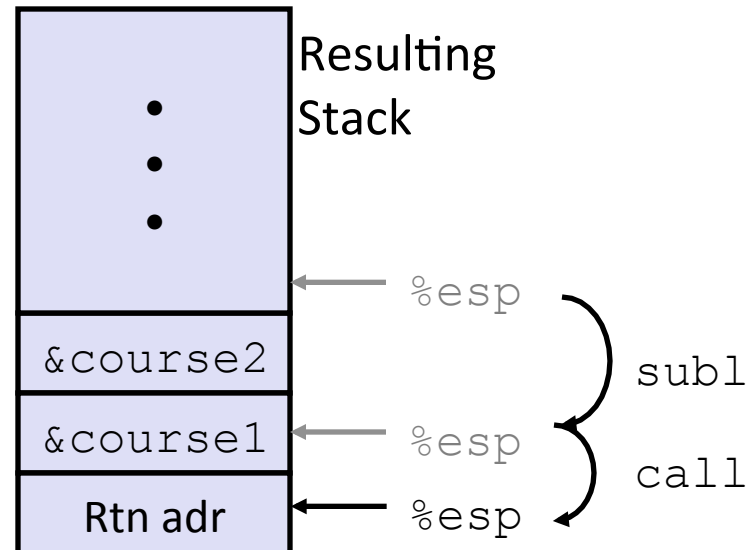 Resulting
Stack
%esp
&course2
subl
&course1
%esp
call
Rtn adr
%esp